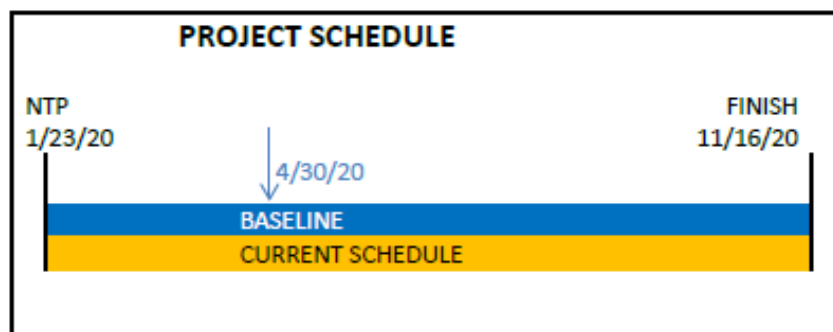 PROJECT SCHEDULE
NTP
1/23/20
FINISH
11/16/20
4/30/20
BASELINE
CURRENT SCHEDULE